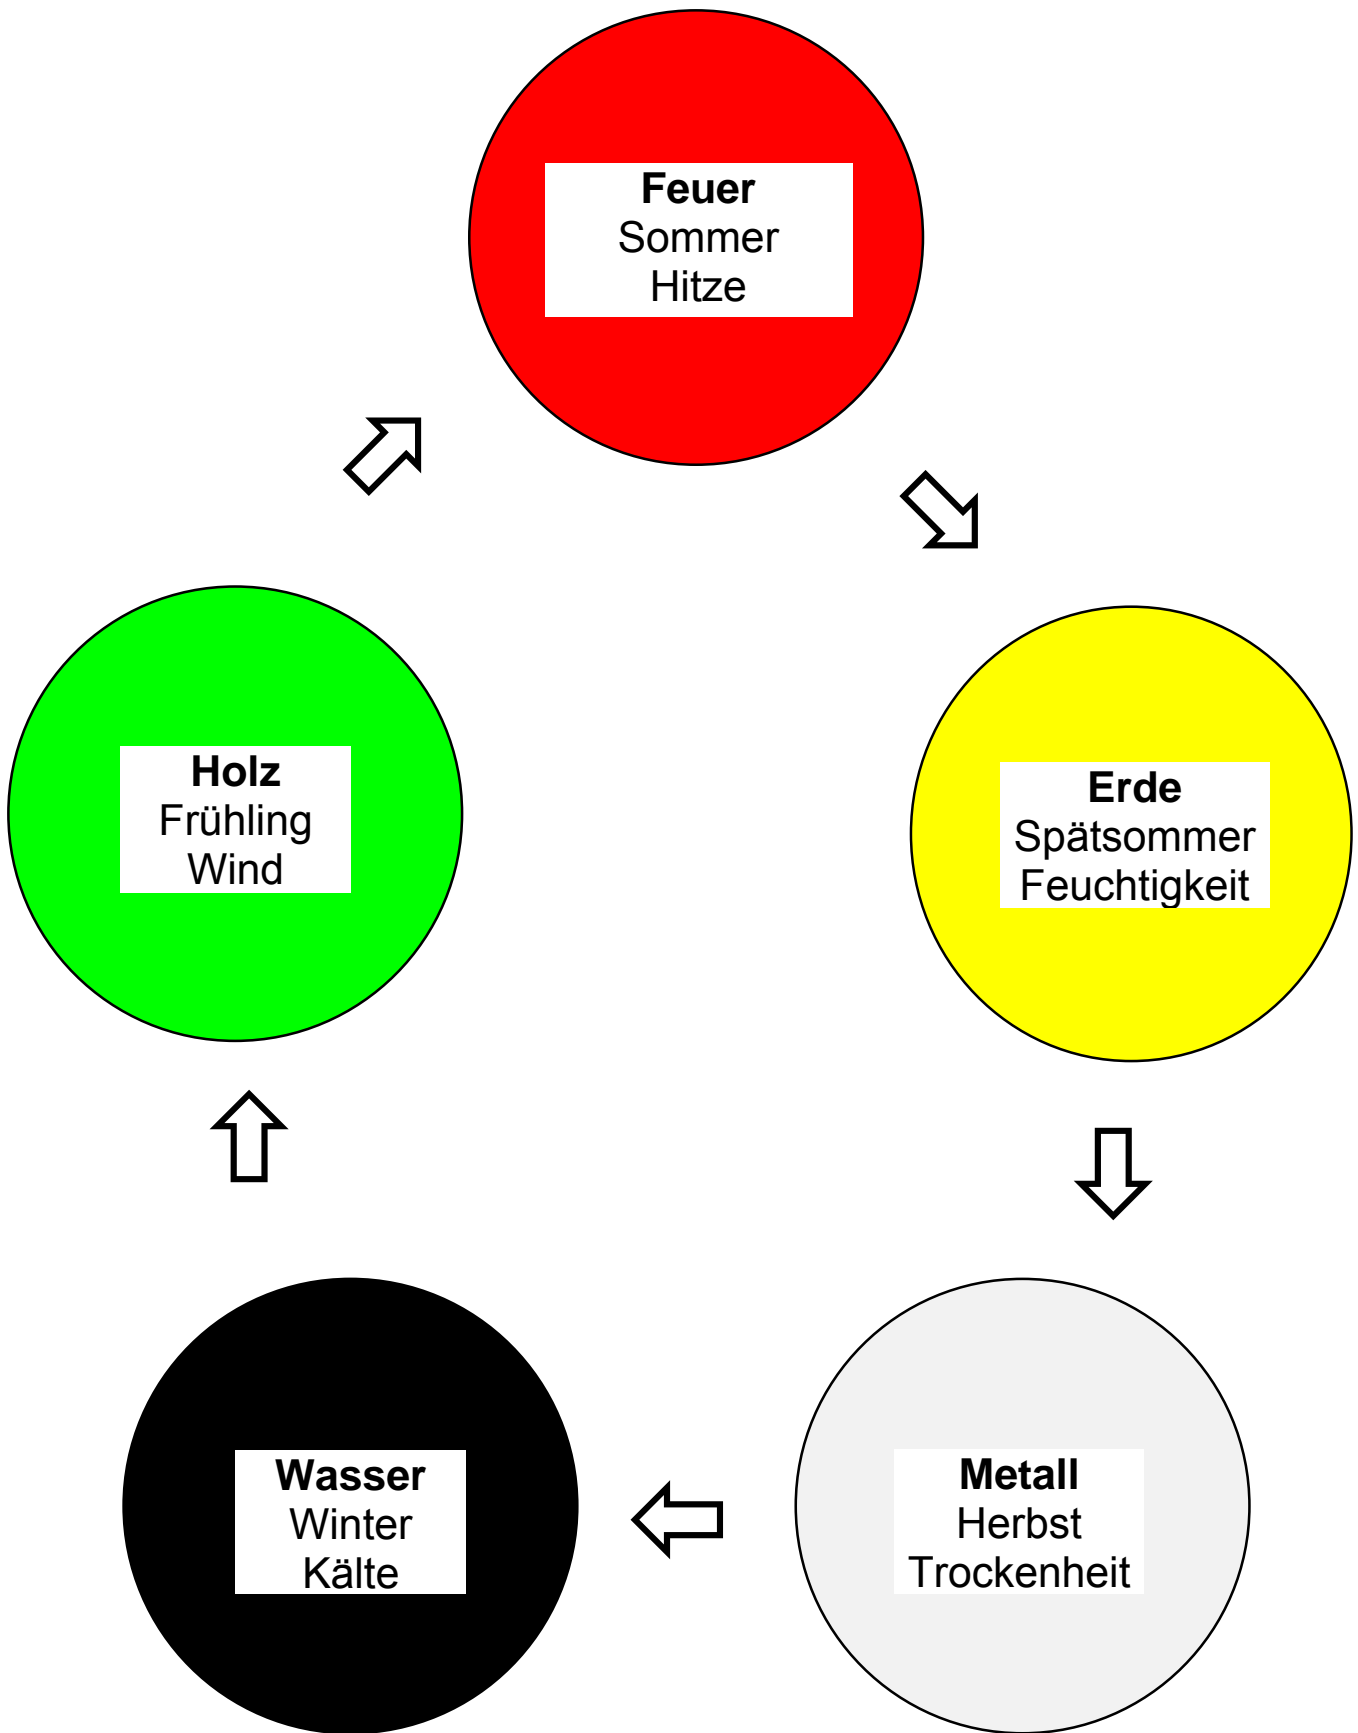 Feuer
Sommer
Hitze
Holz
Frühling
Wind
Erde
Spätsommer
Feuchtigkeit
Wasser
Winter
Kälte
Metall
Herbst
Trockenheit